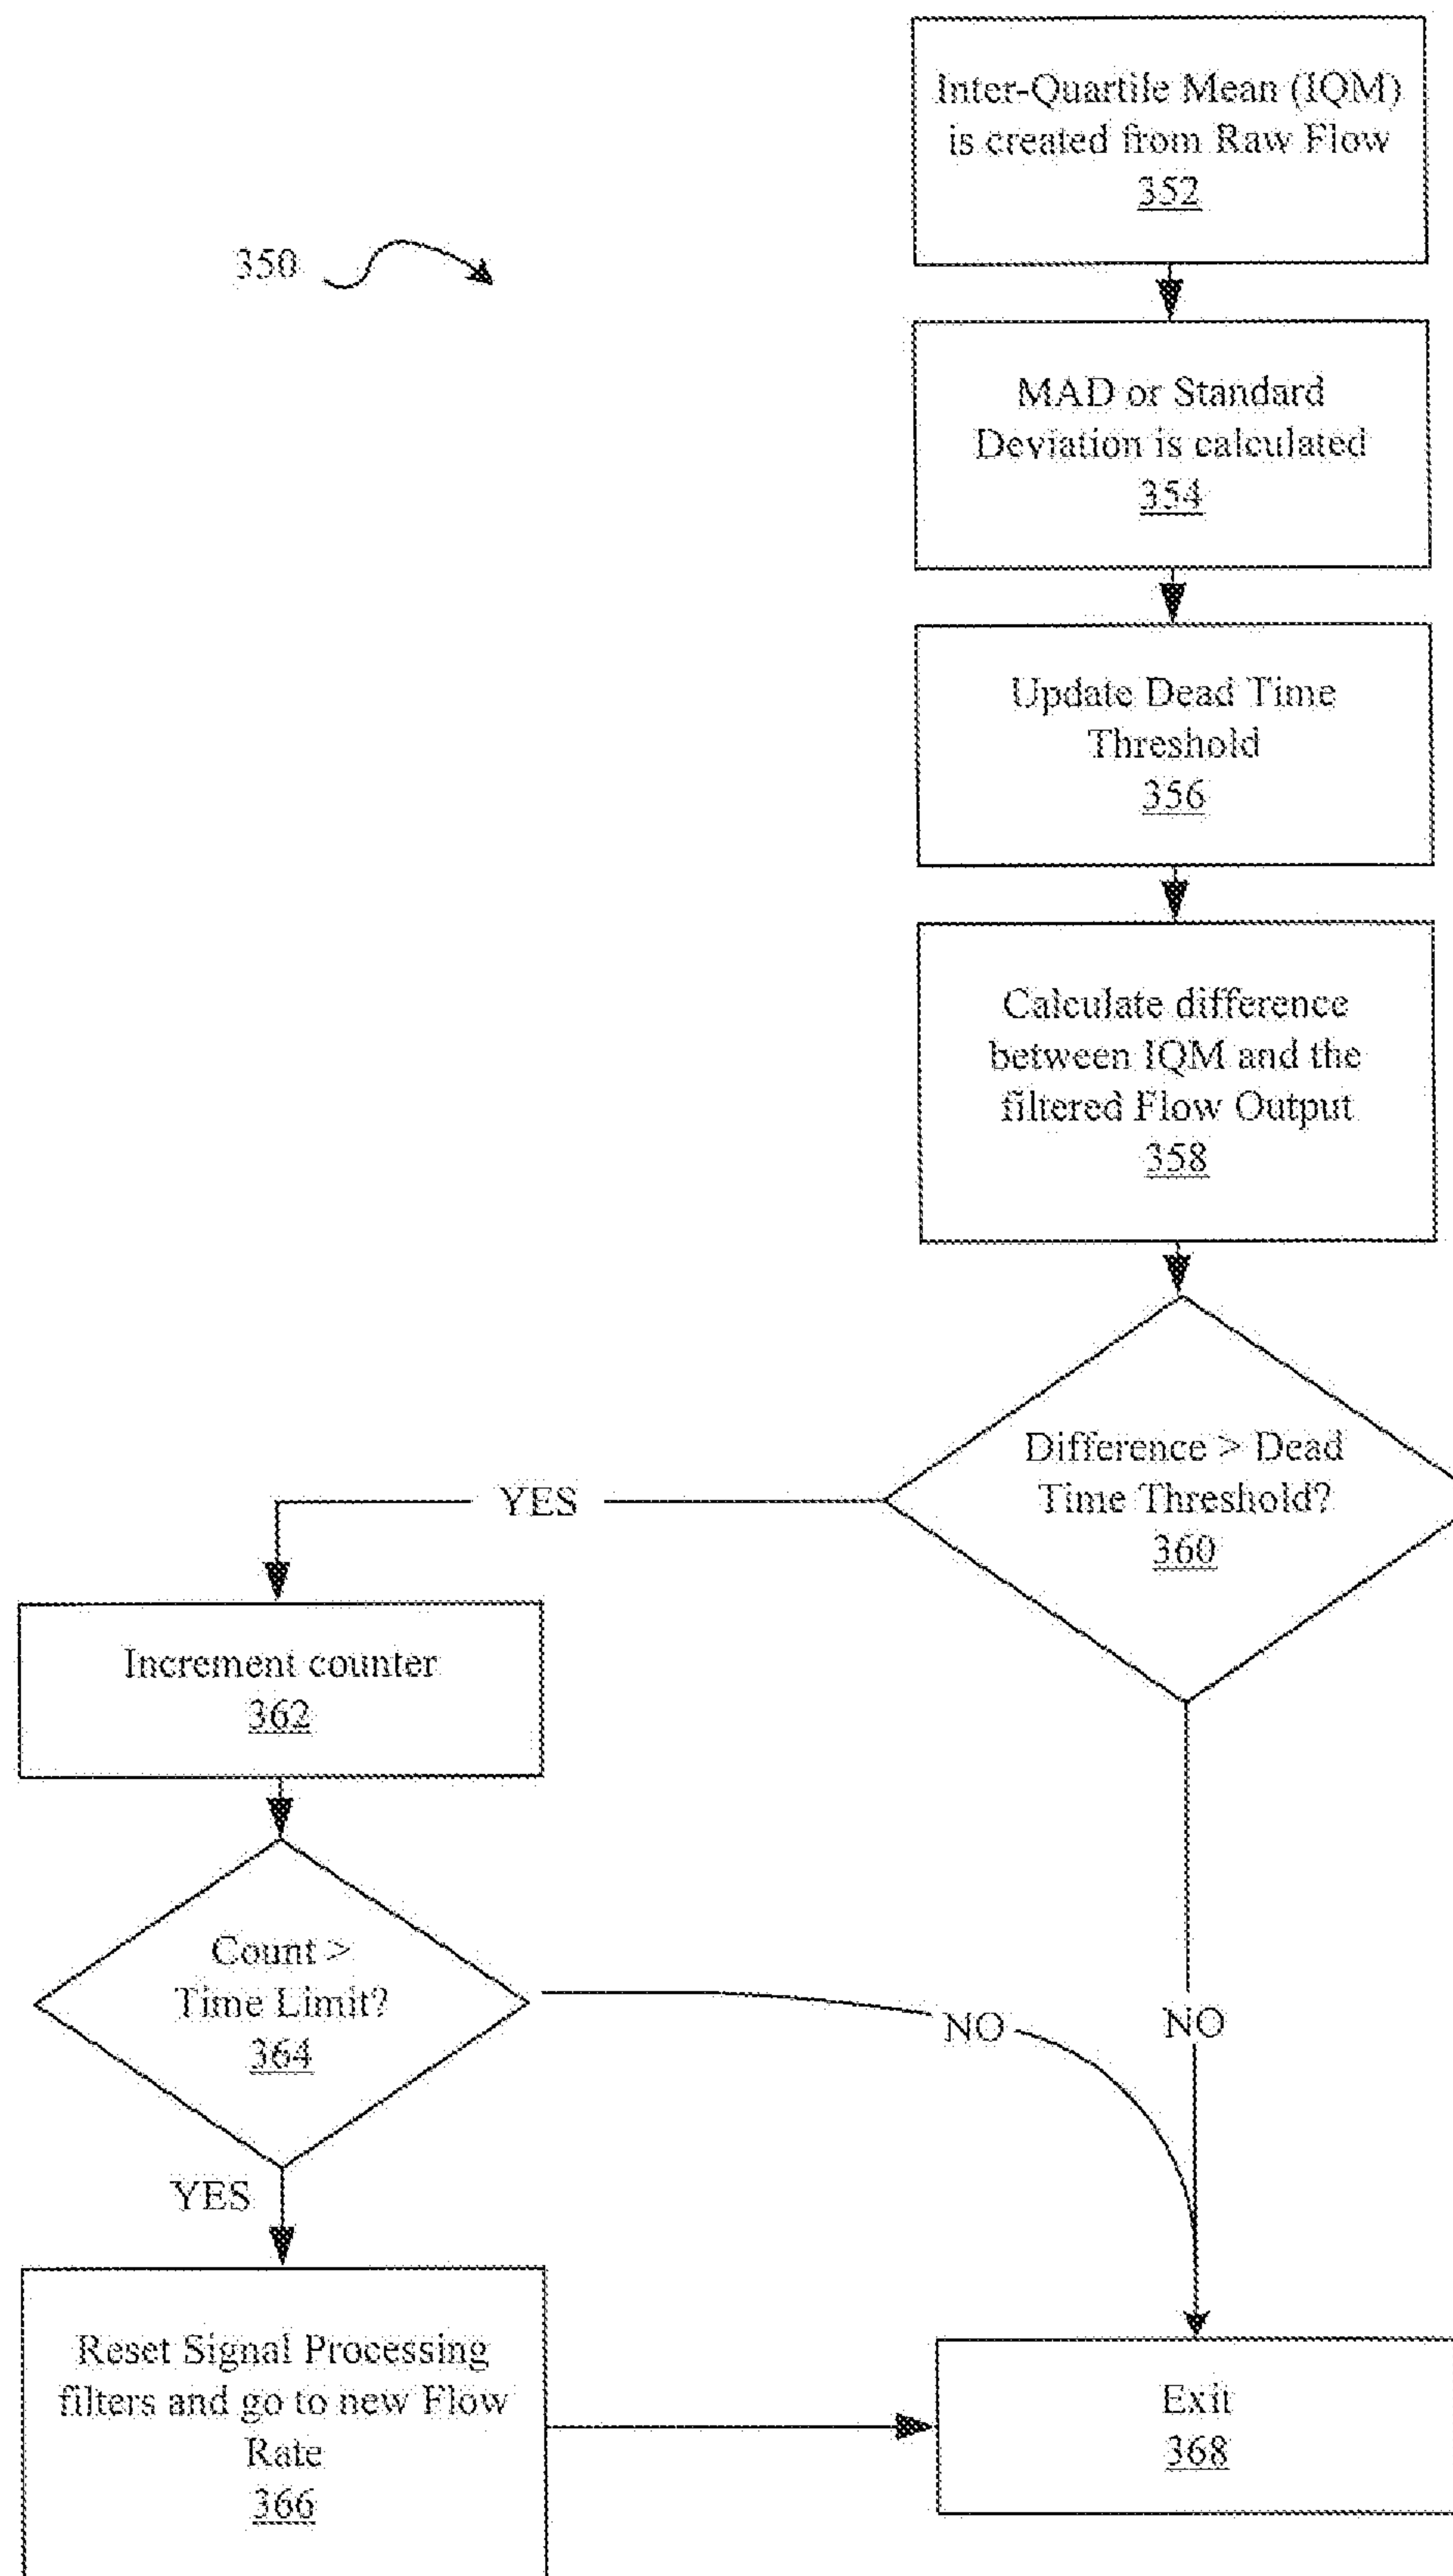 Inter-Quartile Mean (IQM)
is created from Raw Flow
352
350
MAD or Standard
Deviation is calculated
354
Update Dead Time
Threshold
356
Calculate difference
between IQM and the
filtered Flow Output
358
Difference > Dead
Time Threshold?
360
YES
Increment counter
362
Count >
Time Limit?
364
NO
NO
YES
Reset Signal Processing
filters and go to new Flow
Rate
366
Exit
368